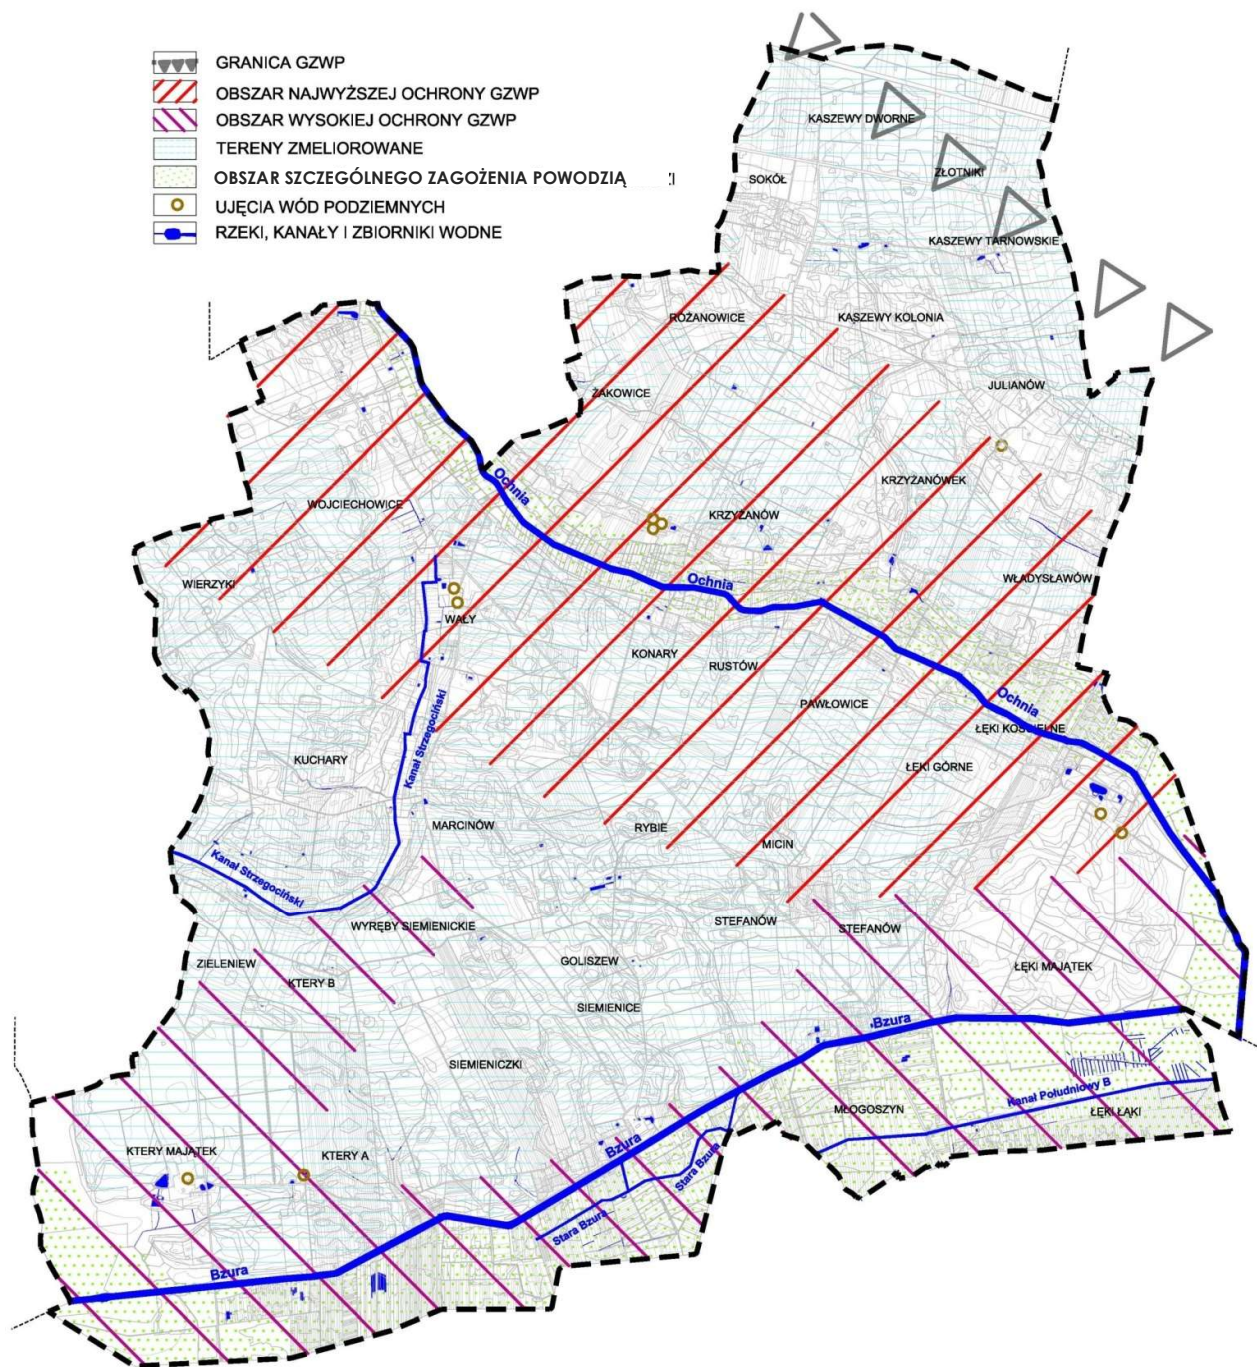 GRANICA GZWP
OBSZAR NAJWYŻSZEJ OCHRONY GZWP
OBSZAR WYSOKIEJ OCHRONY GZWP
TERENY ZMELIOROWANE
OBSZAR SZCZEGÓLNEGO ZAGOŻENIA POWODZIĄ
UJĘCIA WÓD PODZIEMNYCH
RZEKI, KANAŁY I ZBIORNIKI WODNE
KASZEWY DWORNE
ZŁOTNIKI
SOKÓŁ
KASZEWY TARNOWSKIE
RÓŻANOWICE
KASZEWY KOLONIA
JULIANÓW
ŻAKOWICE
KRZYŻANÓWEK
Ochnia
WOJCIECHOWICE
KRZYŻANÓW
WIERZYKI
Ochnia
WŁADYSŁAWÓW
WAŁY
KONARY
RUSTÓW
PAWŁOWICE
Ochnia
ŁĘKI KOŚCIELNE
Kanał Strzegociński
KUCHARY
ŁĘKI GÓRNE
MARCINÓW
RYBIE
MICIN
Kanał Strzegociński
WYRĘBY SIEMIENICKIE
STEFANÓW
STEFANÓW
ZIELENIEW
KTERY B
GOLISZEW
ŁĘKI MAJĄTEK
SIEMIENICE
Bzura
SIEMIENICZKI
Kanał Południowy B
MŁOGOSZYN
ŁĘKI ŁĄKI
KTERY MAJĄTEK
KTERY A
Bzura
Stara Bzura
Stara Bzura
Bzura